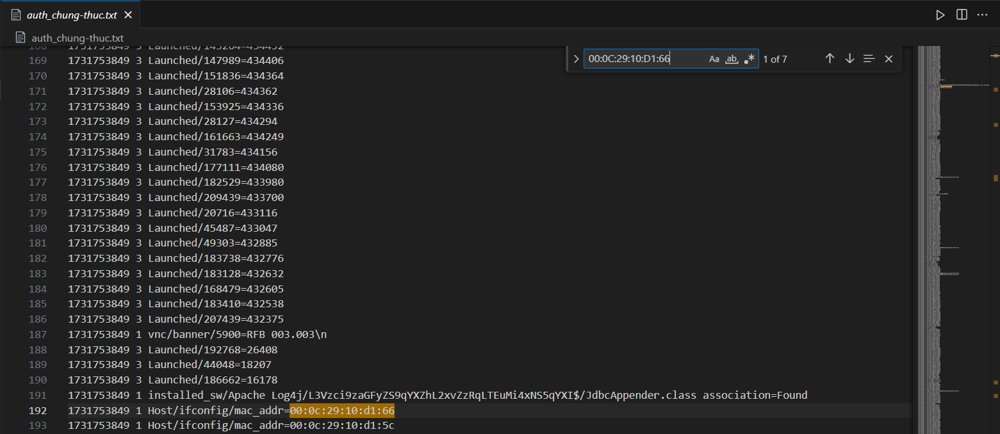 auth_chung-thuc.txt
auth_chung-thuc.txt
00:0C:29:10:D1:66 Aa ab .* 1 of 7
169 1731753849 3 Launched/147989=434406
170 1731753849 3 Launched/151836=434364
171 1731753849 3 Launched/28106=434362
172 1731753849 3 Launched/153925=434336
173 1731753849 3 Launched/28127=434294
174 1731753849 3 Launched/161663=434249
175 1731753849 3 Launched/31783=434156
176 1731753849 3 Launched/177111=434080
177 1731753849 3 Launched/182529=433980
178 1731753849 3 Launched/209439=433700
179 1731753849 3 Launched/20716=433116
180 1731753849 3 Launched/45487=433047
181 1731753849 3 Launched/49303=432885
182 1731753849 3 Launched/183738=432776
183 1731753849 3 Launched/183128=432632
184 1731753849 3 Launched/168479=432605
185 1731753849 3 Launched/183410=432538
186 1731753849 3 Launched/207439=432375
187 1731753849 1 vnc/banner/5900=RFB 003.003\n
188 1731753849 3 Launched/192768=26408
189 1731753849 3 Launched/44048=18207
190 1731753849 3 Launched/186662=16178
191 1731753849 1 installed_sw/Apache Log4j/L3Vzci9zaGFyZS9qYXZhL2xvZzRqLTEuMi4xNS5qYXI$/JdbcAppender.class association=Found
192 1731753849 1 Host/ifconfig/mac_addr=00:0c:29:10:d1:66
193 1731753849 1 Host/ifconfig/mac_addr=00:0c:29:10:d1:5c